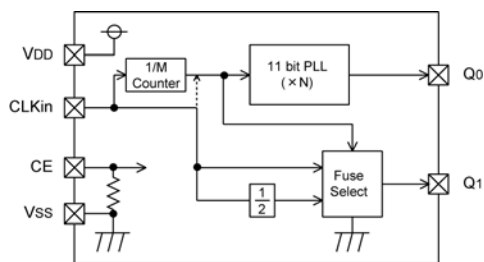 VDD
CLKin
CE
VSS
1/M
Counter
11 bit PLL
(×N)
Q0
Fuse
Select
1
2
Q1